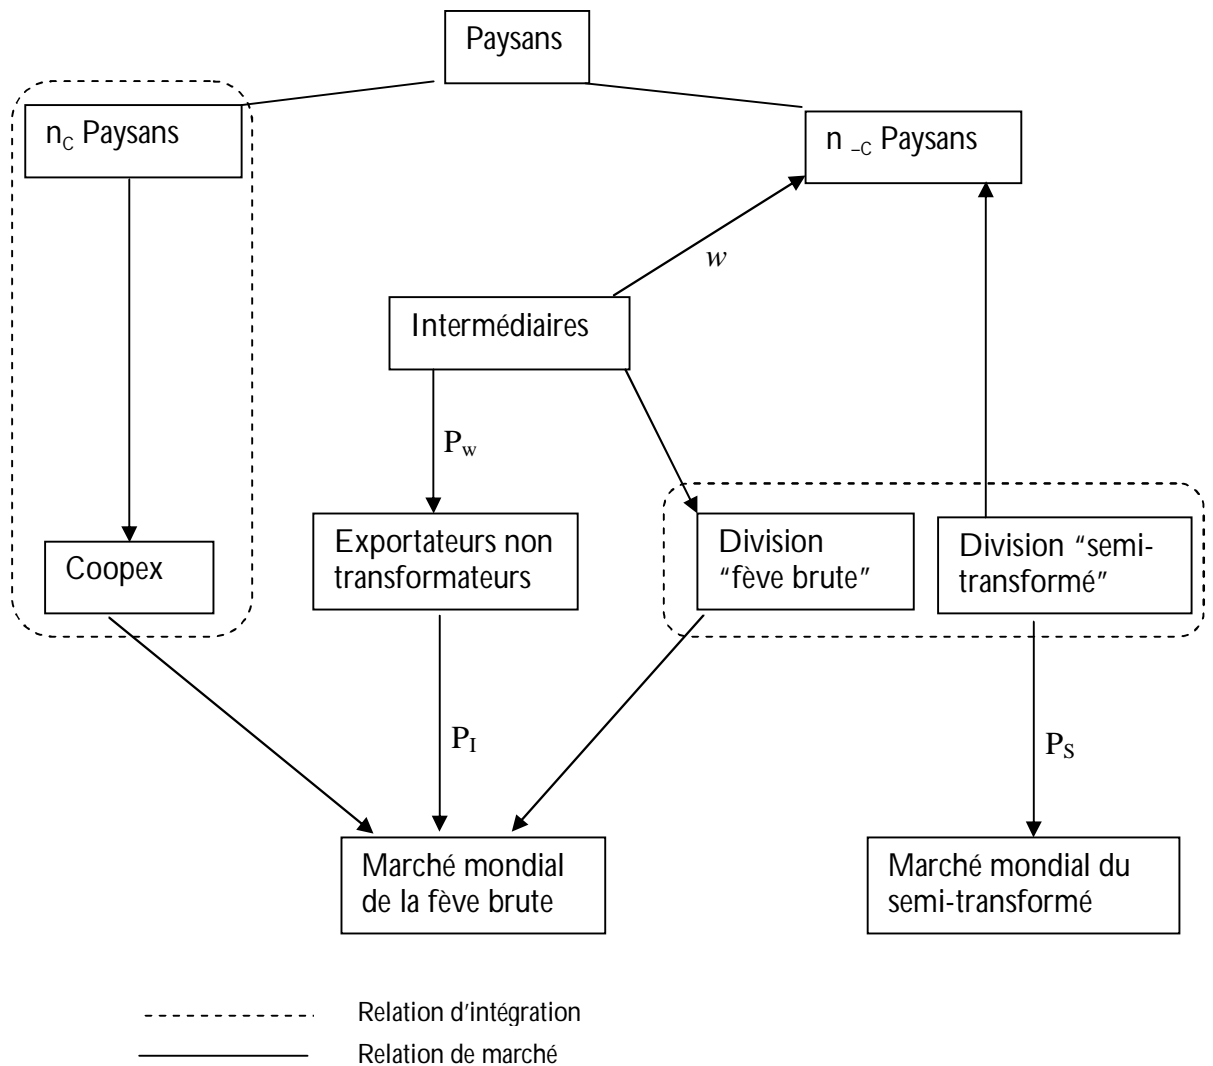 Paysans
nC Paysans
n –C Paysans
w
Intermédiaires
Pw
Exportateurs non
transformateurs
Division
“fève brute”
Division “semi-
transformé”
Coopex
PI
PS
Marché mondial
de la fève brute
Marché mondial du
semi-transformé
Relation d'intégration
Relation de marché